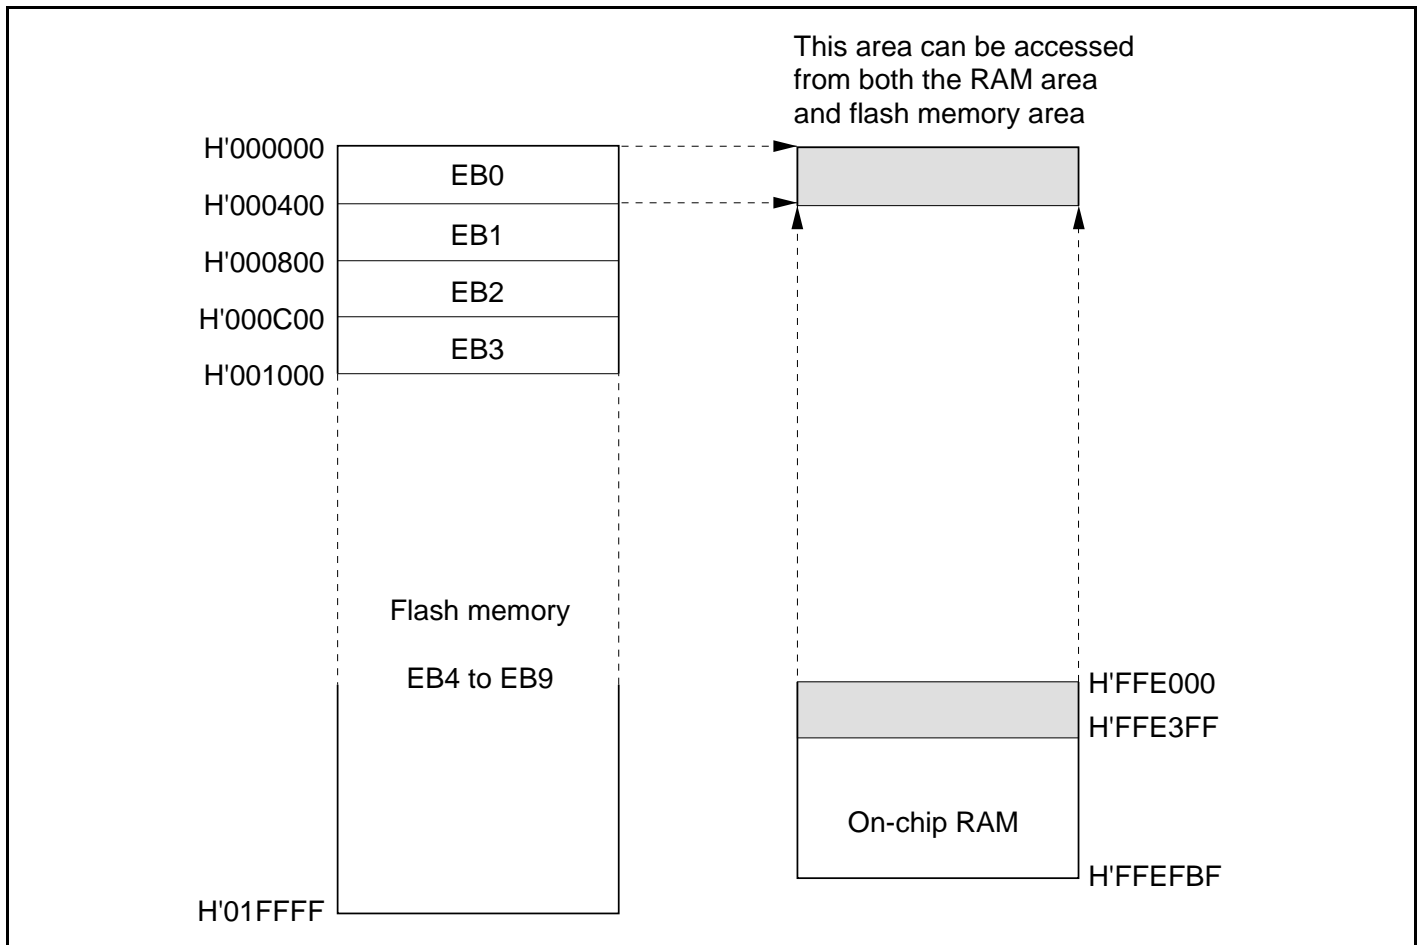 This area can be accessed
from both the RAM area
and flash memory area
H'000000
EB0
H'000400
EB1
H'000800
EB2
H'000C00
EB3
H'001000
Flash memory
EB4 to EB9
H'FFE000
H'FFE3FF
On-chip RAM
H'FFEFBF
H'01FFFF